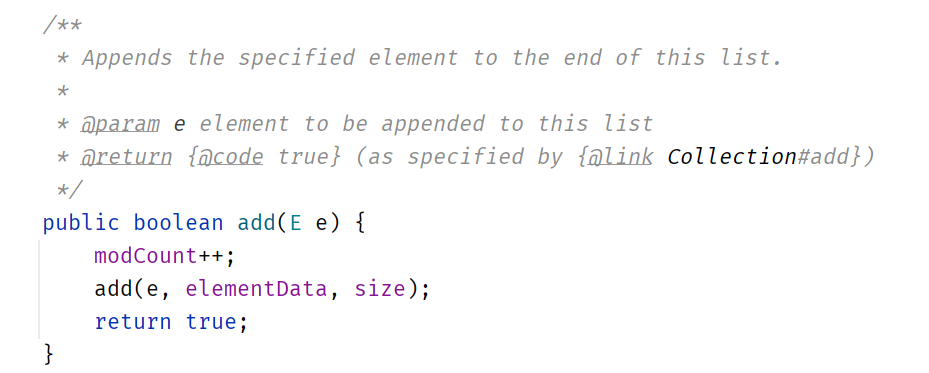 /**
 * Appends the specified element to the end of this list.
 *
 * @param e element to be appended to this list
 * @return {@code true} (as specified by {@link Collection#add})
 */
public boolean add(E e) {
    modCount++;
    add(e, elementData, size);
    return true;
}